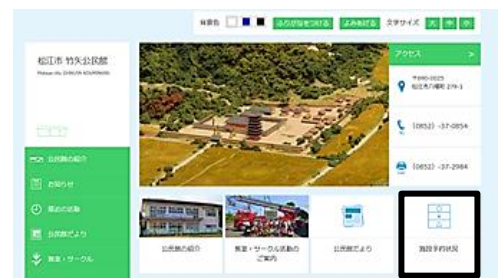 背景色 ふりがなをつける よみあげる 文字サイズ 大 中 小
松江市 竹矢公民館
アクセス >
〒690-0025
松江市八幡町 279-1
(0852) -37-0854
(0852) -37-2984
公民館の紹介
お知らせ
最近の活動
公民館だより
教室・サークル
公民館の紹介
教室・サークル活動の
ご案内
公民館だより
施設予約状況